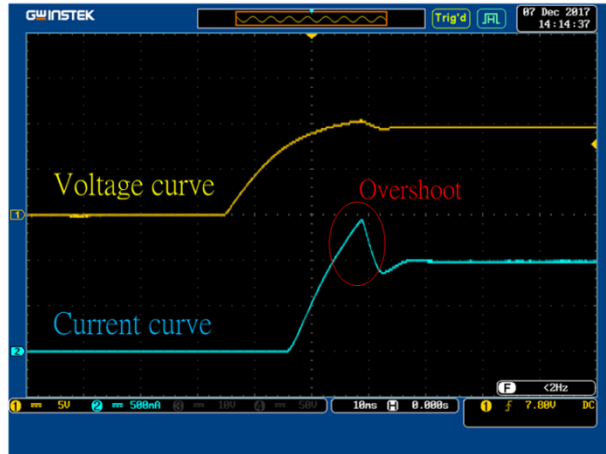 GWINSTEK
Trig'd
07 Dec 2017
14:14:37
Voltage curve
Overshoot
1
Current curve
2
F <2Hz
1 5V 2 500mA 3 10V 4 50V 10ms H 0.000s 1 7.80V DC